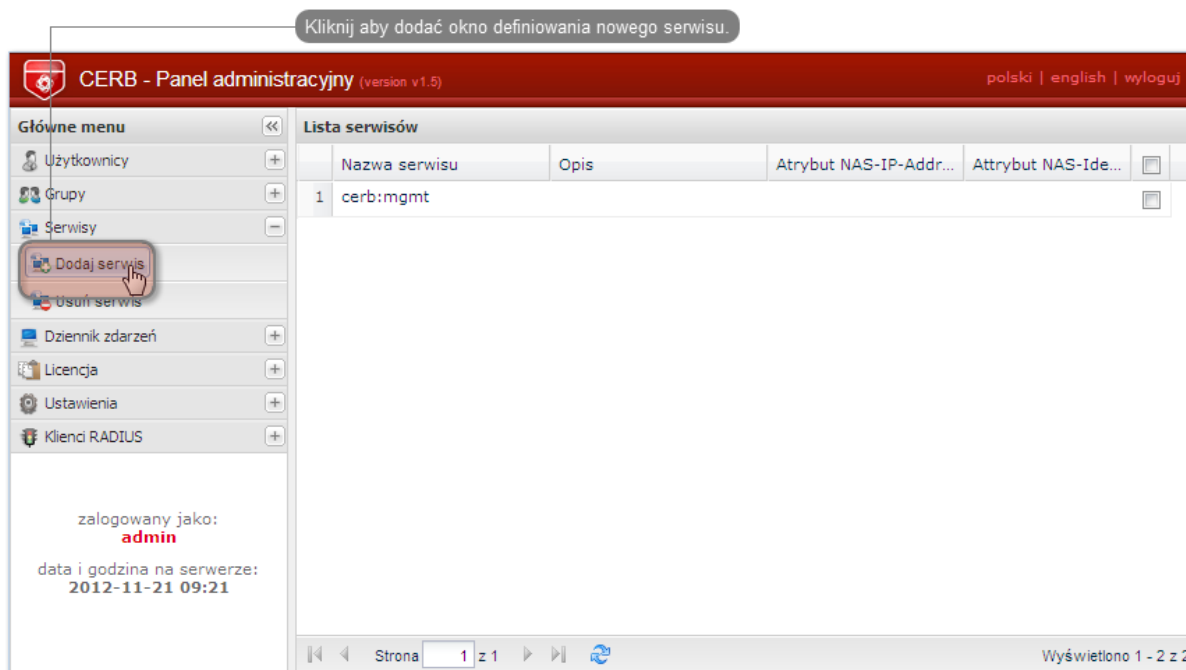 Kliknij aby dodać okno definiowania nowego serwisu.
CERB - Panel administracyjny (version v1.5)
polski | english | wyloguj
Główne menu
Użytkownicy
Grupy
Serwisy
Dodaj serwis
Usuń serwis
Dziennik zdarzeń
Licencja
Ustawienia
Klienci RADIUS
zalogowany jako:
admin
data i godzina na serwerze:
2012-11-21 09:21
Lista serwisów
Nazwa serwisu Opis Atrybut NAS-IP-Addr... Attrybut NAS-Ide...
1 cerb:mgmt
Strona 1 z 1
Wyświetlono 1 - 2 z 2